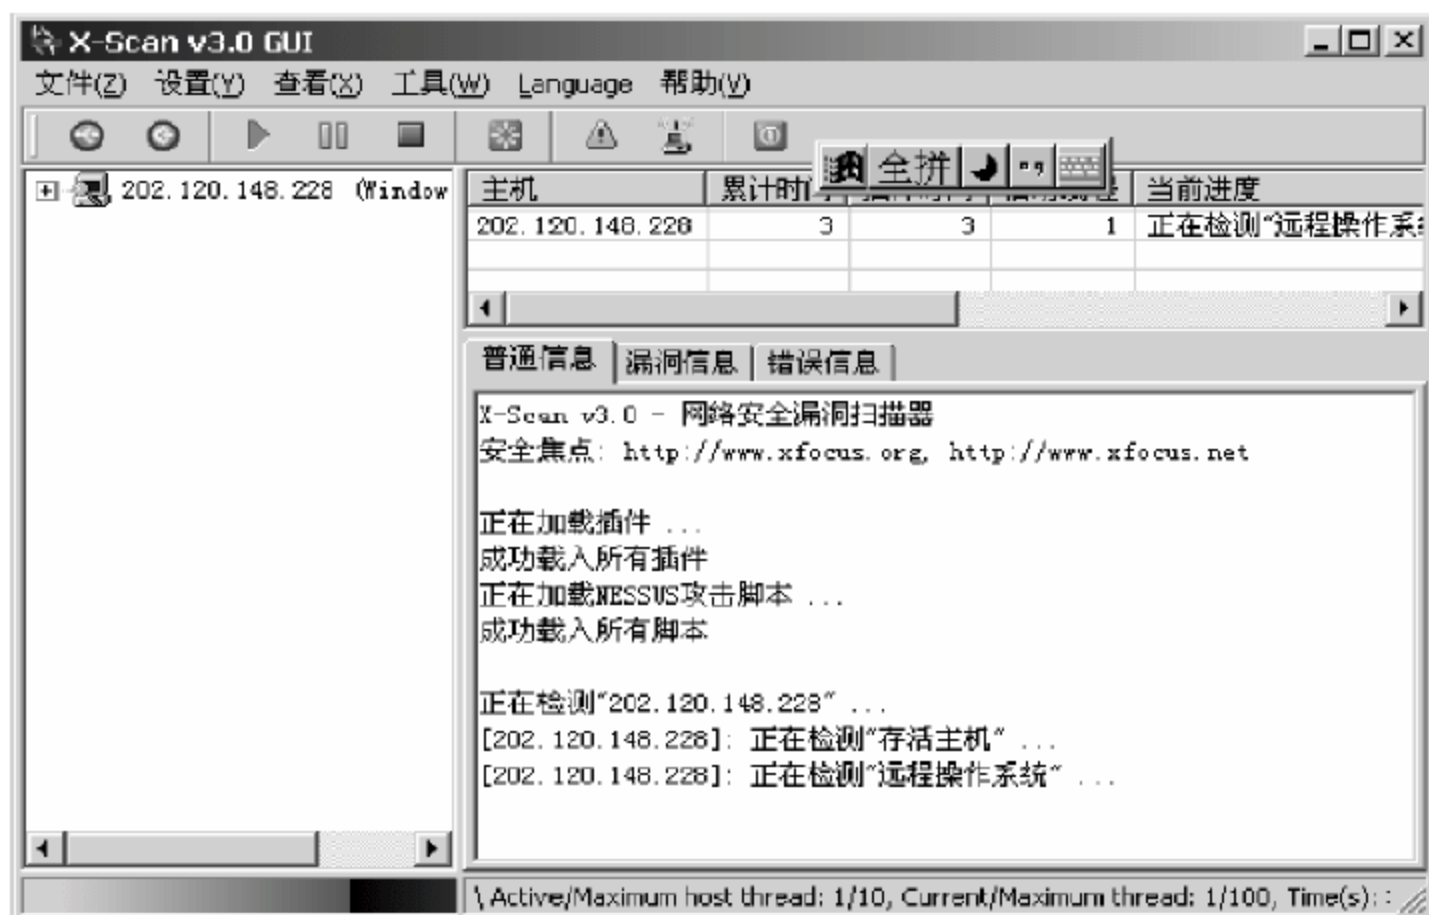 X-Scan v3.0 GUI
文件(Z) 设置(Y) 查看(X) 工具(W) Language 帮助(V)
全拼
202.120.148.228 (Window
主机 累计时 当前进度
202.120.148.228 3 3 1 正在检测"远程操作系
普通信息 漏洞信息 错误信息
X-Scan v3.0 - 网络安全漏洞扫描器
安全焦点: http://www.xfocus.org, http://www.xfocus.net
正在加载插件 ...
成功载入所有插件
正在加载NESSUS攻击脚本 ...
成功载入所有脚本
正在检测"202.120.148.228" ...
[202.120.148.228]: 正在检测"存活主机" ...
[202.120.148.228]: 正在检测"远程操作系统" ...
\ Active/Maximum host thread: 1/10, Current/Maximum thread: 1/100, Time(s):